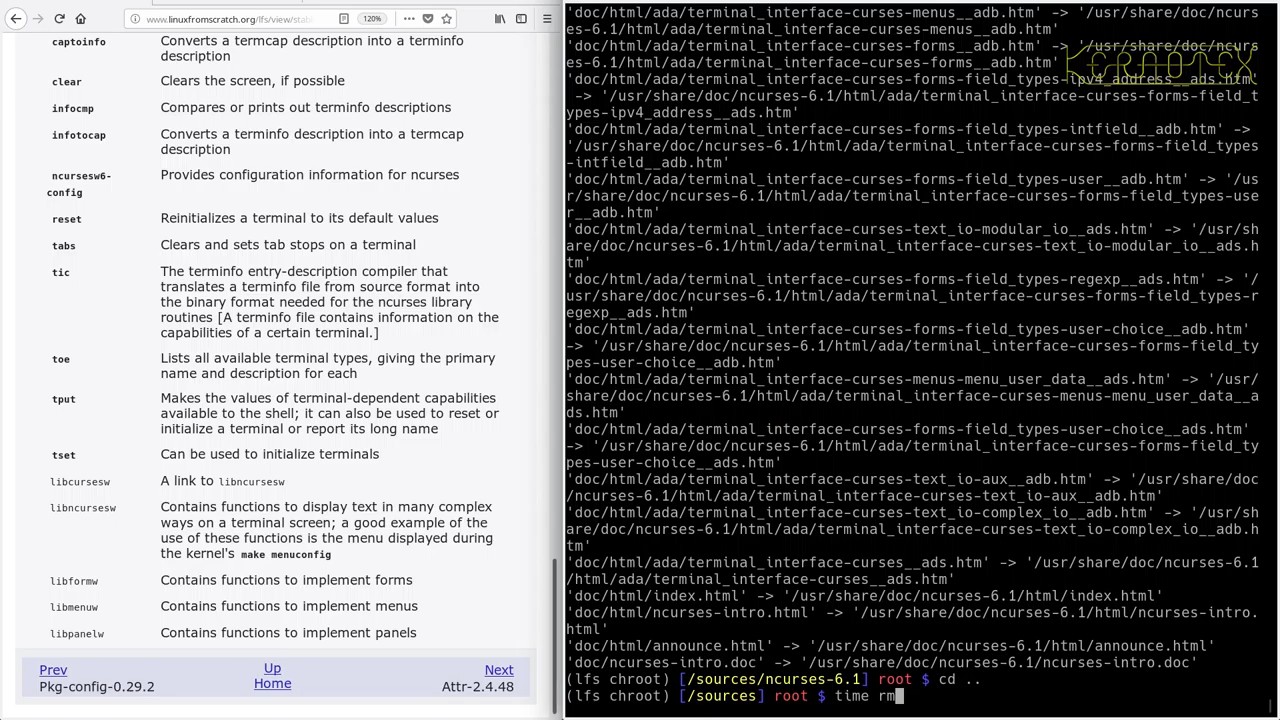 www.linuxfromscratch.org/lfs/view/stab
120%
captoinfo Converts a termcap description into a terminfo
description
clear Clears the screen, if possible
infocmp Compares or prints out terminfo descriptions
infotocap Converts a terminfo description into a termcap
description
ncursesw6- Provides configuration information for ncurses
config
reset Reinitializes a terminal to its default values
tabs Clears and sets tab stops on a terminal
tic The terminfo entry-description compiler that
translates a terminfo file from source format into
the binary format needed for the ncurses library
routines [A terminfo file contains information on the
capabilities of a certain terminal.]
toe Lists all available terminal types, giving the primary
name and description for each
tput Makes the values of terminal-dependent capabilities
available to the shell; it can also be used to reset or
initialize a terminal or report its long name
tset Can be used to initialize terminals
libcursesw A link to libncursesw
libncursesw Contains functions to display text in many complex
ways on a terminal screen; a good example of the
use of these functions is the menu displayed during
the kernel's make menuconfig
libformw Contains functions to implement forms
libmenuw Contains functions to implement menus
libpanelw Contains functions to implement panels
Prev Up Next
Pkg-config-0.29.2 Home Attr-2.4.48
'doc/html/ada/terminal_interface-curses-menus__adb.htm' -> '/usr/share/doc/ncurs
es-6.1/html/ada/terminal_interface-curses-menus__adb.htm'
'doc/html/ada/terminal_interface-curses-forms__adb.htm' -> '/usr/share/doc/ncurs
es-6.1/html/ada/terminal_interface-curses-forms__adb.htm'
KERNOTEX
'doc/html/ada/terminal_interface-curses-forms-field_types-ipv4_address__ads.htm'
-> '/usr/share/doc/ncurses-6.1/html/ada/terminal_interface-curses-forms-field_t
ypes-ipv4_address__ads.htm'
'doc/html/ada/terminal_interface-curses-forms-field_types-intfield__adb.htm' ->
'/usr/share/doc/ncurses-6.1/html/ada/terminal_interface-curses-forms-field_types
-intfield__adb.htm'
'doc/html/ada/terminal_interface-curses-forms-field_types-user__adb.htm' -> '/us
r/share/doc/ncurses-6.1/html/ada/terminal_interface-curses-forms-field_types-use
r__adb.htm'
'doc/html/ada/terminal_interface-curses-text_io-modular_io__ads.htm' -> '/usr/sh
are/doc/ncurses-6.1/html/ada/terminal_interface-curses-text_io-modular_io__ads.h
tm'
'doc/html/ada/terminal_interface-curses-forms-field_types-regexp__ads.htm' -> '/
usr/share/doc/ncurses-6.1/html/ada/terminal_interface-curses-forms-field_types-r
egexp__ads.htm'
'doc/html/ada/terminal_interface-curses-forms-field_types-user-choice__adb.htm'
-> '/usr/share/doc/ncurses-6.1/html/ada/terminal_interface-curses-forms-field_ty
pes-user-choice__adb.htm'
'doc/html/ada/terminal_interface-curses-menus-menu_user_data__ads.htm' -> '/usr/
share/doc/ncurses-6.1/html/ada/terminal_interface-curses-menus-menu_user_data__a
ds.htm'
'doc/html/ada/terminal_interface-curses-forms-field_types-user-choice__ads.htm'
-> '/usr/share/doc/ncurses-6.1/html/ada/terminal_interface-curses-forms-field_ty
pes-user-choice__ads.htm'
'doc/html/ada/terminal_interface-curses-text_io-aux__adb.htm' -> '/usr/share/doc
/ncurses-6.1/html/ada/terminal_interface-curses-text_io-aux__adb.htm'
'doc/html/ada/terminal_interface-curses-text_io-complex_io__adb.htm' -> '/usr/sh
are/doc/ncurses-6.1/html/ada/terminal_interface-curses-text_io-complex_io__adb.h
tm'
'doc/html/ada/terminal_interface-curses__ads.htm' -> '/usr/share/doc/ncurses-6.1
/html/ada/terminal_interface-curses__ads.htm'
'doc/html/index.html' -> '/usr/share/doc/ncurses-6.1/html/index.html'
'doc/html/ncurses-intro.html' -> '/usr/share/doc/ncurses-6.1/html/ncurses-intro.
html'
'doc/html/announce.html' -> '/usr/share/doc/ncurses-6.1/html/announce.html'
'doc/ncurses-intro.doc' -> '/usr/share/doc/ncurses-6.1/ncurses-intro.doc'
(lfs chroot) [/sources/ncurses-6.1] root $ cd ..
(lfs chroot) [/sources] root $ time rm